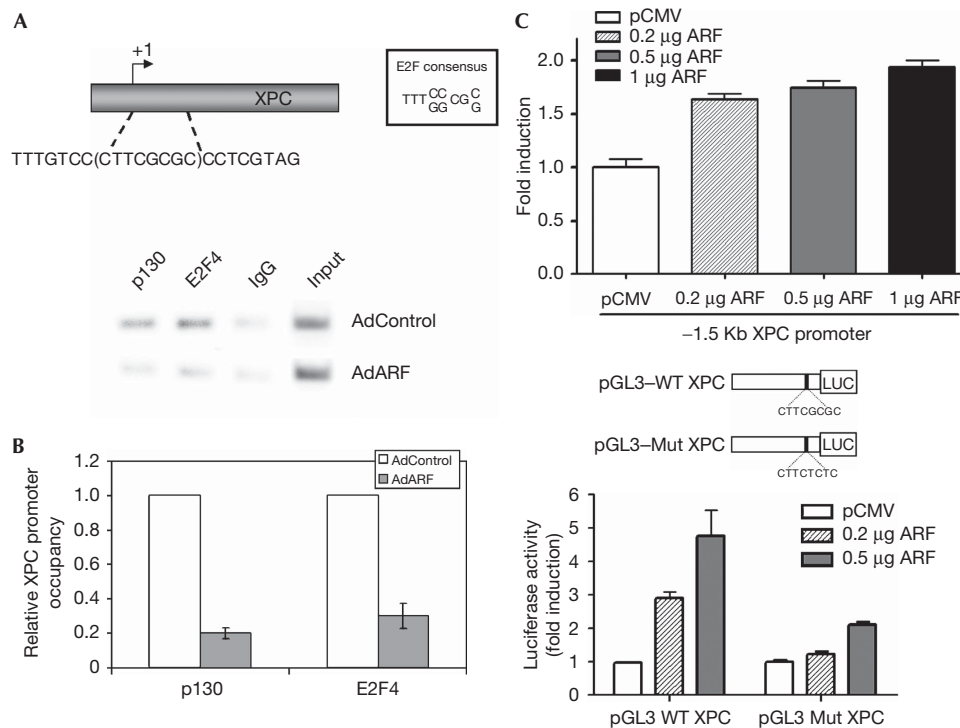 A
+1
XPC
E2F consensus
TTT CC CG C
GG G
TTTGTCC(CTTCGCGC)CCTCGTAG
p130
E2F4
IgG
Input
AdControl
AdARF
B
Relative XPC promoter
occupancy
1.2
1
0.8
0.6
0.4
0.2
0
AdControl
AdARF
p130
E2F4
C
Fold induction
2.0
1.5
1.0
0.5
0.0
pCMV
0.2 μg ARF
0.5 μg ARF
1 μg ARF
pCMV
0.2 μg ARF
0.5 μg ARF
1 μg ARF
–1.5 Kb XPC promoter
pGL3–WT XPC
LUC
CTTCGCGC
pGL3–Mut XPC
LUC
CTTCTCTC
Luciferase activity
(fold induction)
6
5
4
3
2
1
0
pCMV
0.2 μg ARF
0.5 μg ARF
pGL3 WT XPC
pGL3 Mut XPC